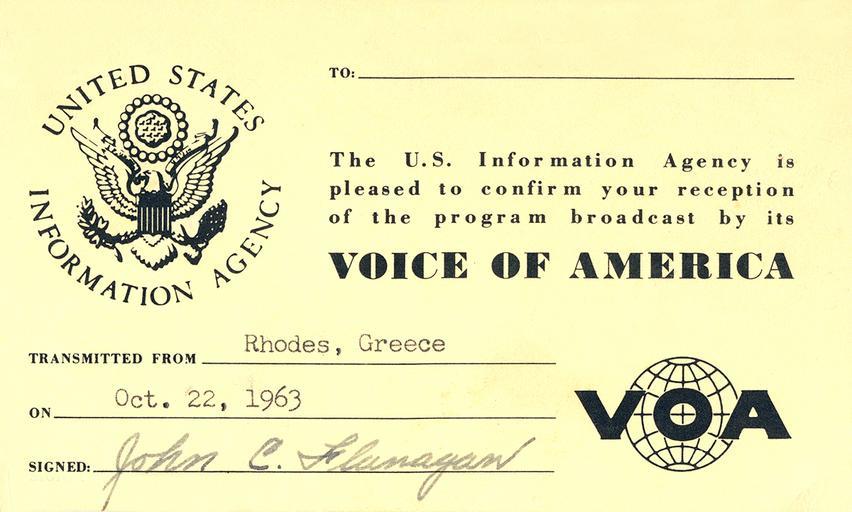 UNITED STATES
INFORMATION AGENCY
TO:
The U.S. Information Agency is
pleased to confirm your reception
of the program broadcast by its
VOICE OF AMERICA
TRANSMITTED FROM Rhodes, Greece
ON Oct. 22, 1963
SIGNED: John C. Flanagan
VOA